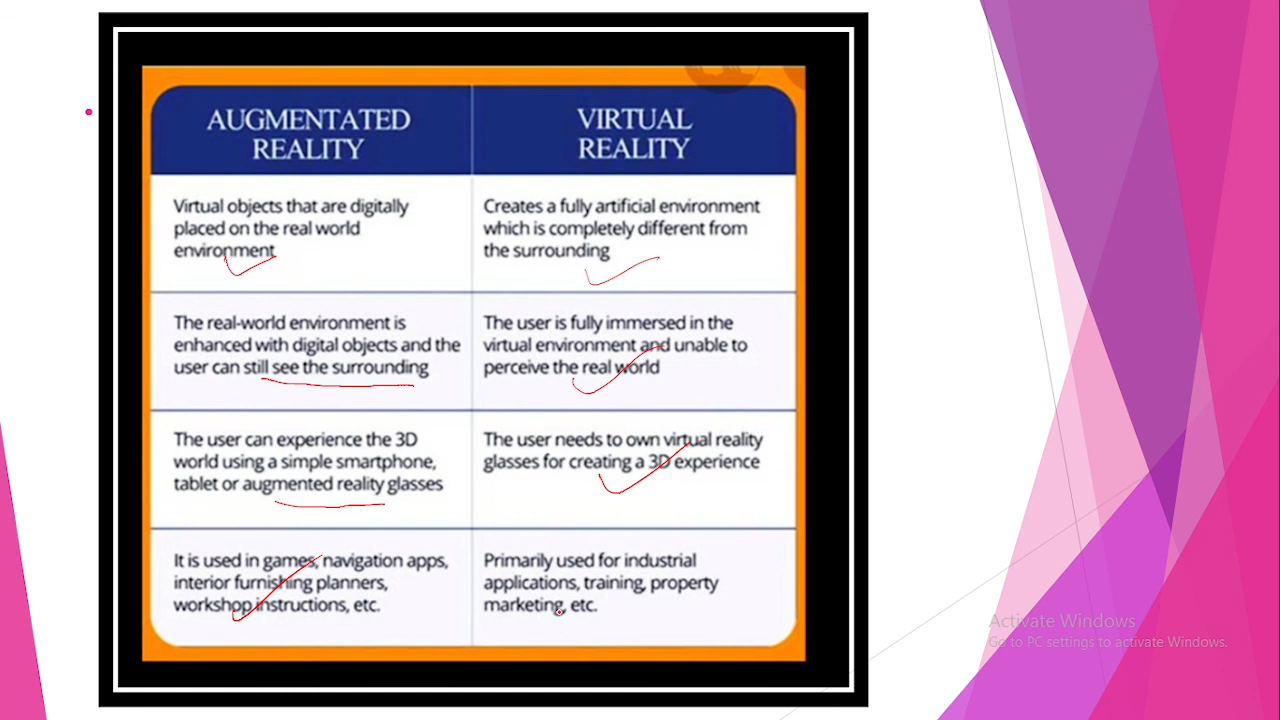 AUGMENTATED
REALITY
VIRTUAL
REALITY
Virtual objects that are digitally
placed on the real world
environment
Creates a fully artificial environment
which is completely different from
the surrounding
The real-world environment is
enhanced with digital objects and the
user can still see the surrounding
The user is fully immersed in the
virtual environment and unable to
perceive the real world
The user can experience the 3D
world using a simple smartphone,
tablet or augmented reality glasses
The user needs to own virtual reality
glasses for creating a 3D experience
It is used in games, navigation apps,
interior furnishing planners,
workshop instructions, etc.
Primarily used for industrial
applications, training, property
marketing, etc.
Activate Windows
Go to PC settings to activate Windows.